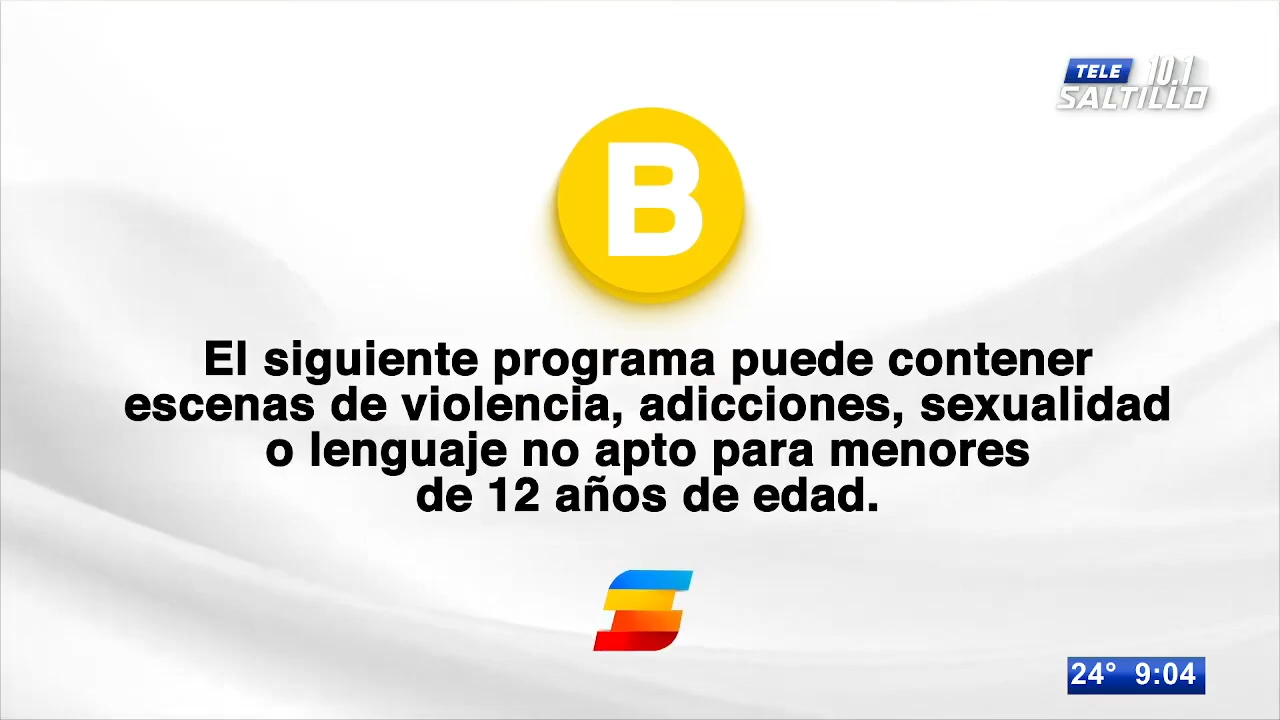 TELE 10.1
SALTILLO
B
El siguiente programa puede contener
escenas de violencia, adicciones, sexualidad
o lenguaje no apto para menores
de 12 años de edad.
24° 9:04